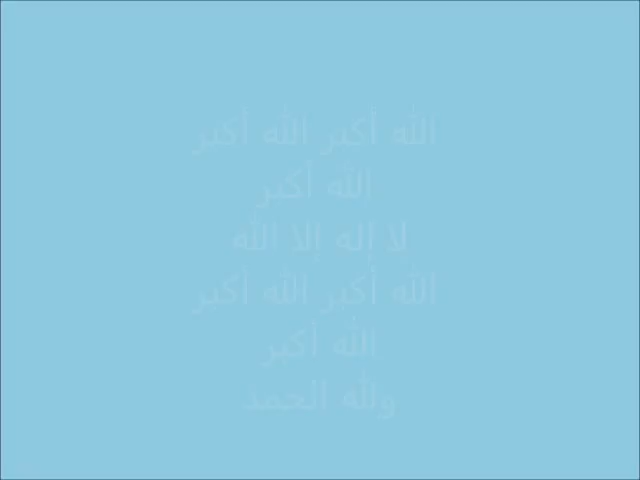 الله أكبر الله أكبر
الله أكبر
لا إله إلا الله
الله أكبر الله أكبر
الله أكبر
ولله الحمد